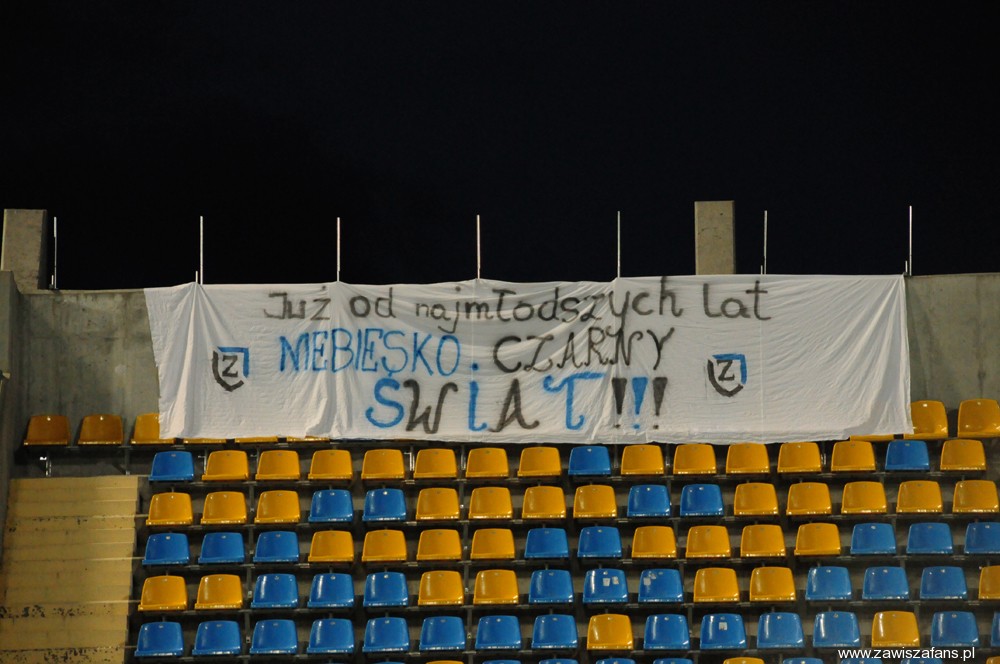 Już od najmłodszych lat
NIEBIESKO. CZARNY
Z Z
ŚWIAT!!!
www.zawiszafans.pl